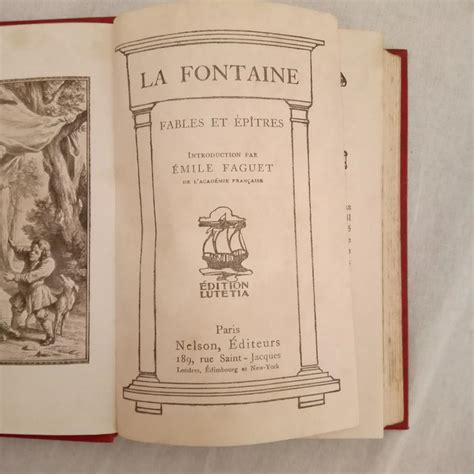 LA FONTAINE
FABLES ET ÉPÎTRES
INTRODUCTION PAR
ÉMILE FAGUET
DE L'ACADÉMIE FRANÇAISE
ÉDITION
LUTETIA
Paris
Nelson, Éditeurs
189, rue Saint-Jacques
Londres, Édimbourg et New-York